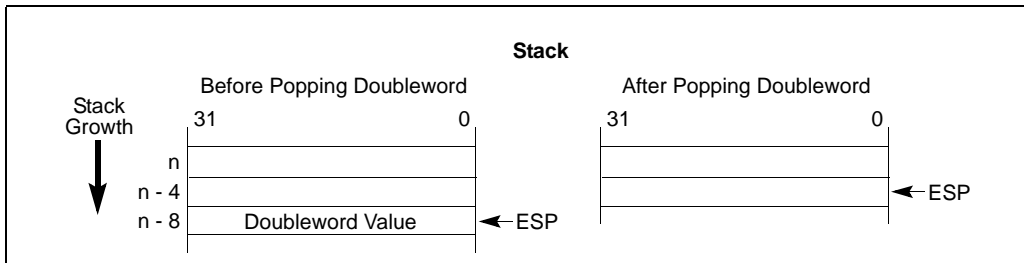 Stack
Before Popping Doubleword
After Popping Doubleword
Stack
Growth
31 0
31 0
n
n - 4
ESP
n - 8 Doubleword Value ESP